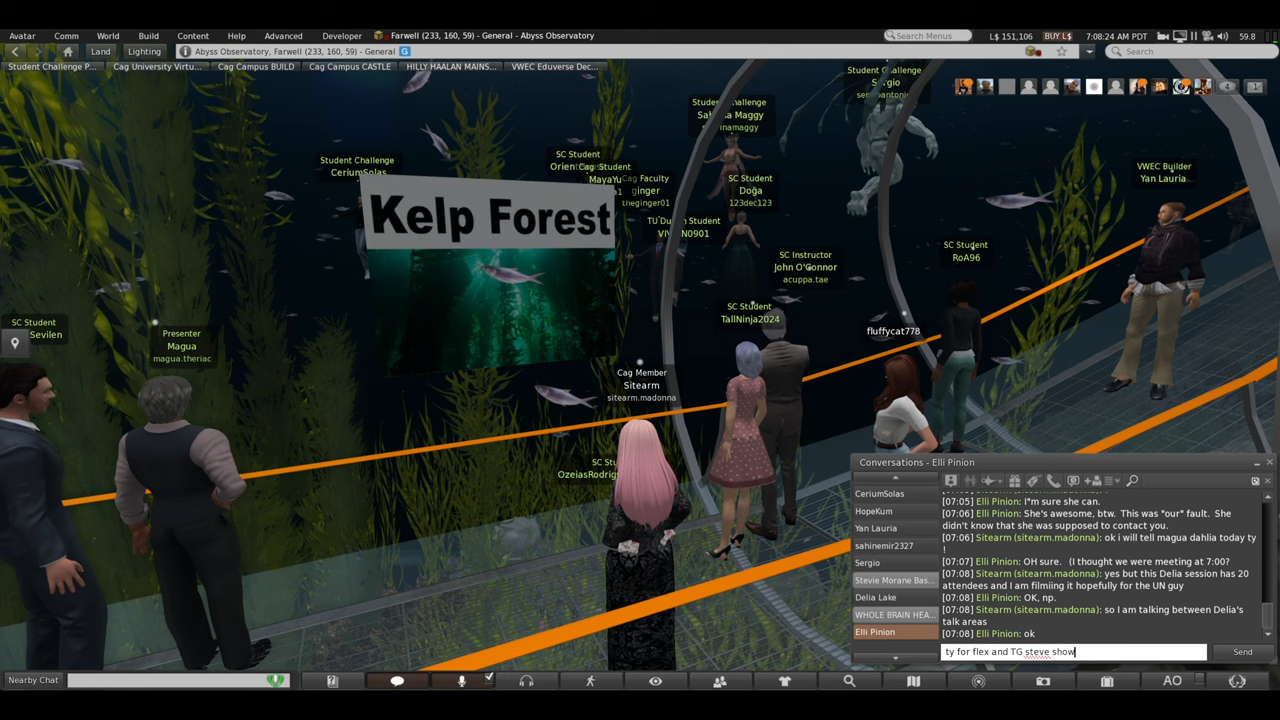 Avatar Comm World Build Content Help Advanced Developer Farwell (233, 160, 59) - General - Abyss Observatory
Search Menus L$ 151,106 BUY L$ 7:08:24 AM PDT 59.8
Land Lighting Abyss Observatory, Farwell (233, 160, 59) - General G Search
Student Challenge P... Cag University Virtu... Cag Campus BUILD Cag Campus CASTLE HILLY HAALAN MAINS... VWEC Eduverse Dec...
4 1
Student Challenge
Sergio
Student Challenge
Student Challenge
CeriumSolas
SC Student
SC Student
Doğa
123dec123
Cag Faculty
ginger
theginger01
VWEC Builder
Yan Lauria
SC Instructor
John O'Connor
acuppa.tae
SC Student
RoA96
SC Student
TallNinja2024
fluffycat778
SC Student
Sevilen
Presenter
Magua
magua.theriac
Kelp Forest
Cag Member
Sitearm
sitearm.madonna
Conversations - Elli Pinion
CeriumSolas
HopeKum
Yan Lauria
sahinemir2327
Sergio
Stevie Morane Bas...
Delia Lake
WHOLE BRAIN HEA...
Elli Pinion
[07:05] Elli Pinion: I"m sure she can.
[07:06] Elli Pinion: She's awesome, btw. This was "our" fault. She
didn't know that she was supposed to contact you.
[07:06] Sitearm (sitearm.madonna): ok i will tell magua dahlia today ty
!
[07:07] Elli Pinion: OH sure. (I thought we were meeting at 7:00?
[07:08] Sitearm (sitearm.madonna): yes but this Delia session has 20
attendees and I am filmiing it hopefully for the UN guy
[07:08] Elli Pinion: OK, np.
[07:08] Sitearm (sitearm.madonna): so I am talking between Delia's
talk areas
[07:08] Elli Pinion: ok
ty for flex and TG steve show
Send
Nearby Chat
AO